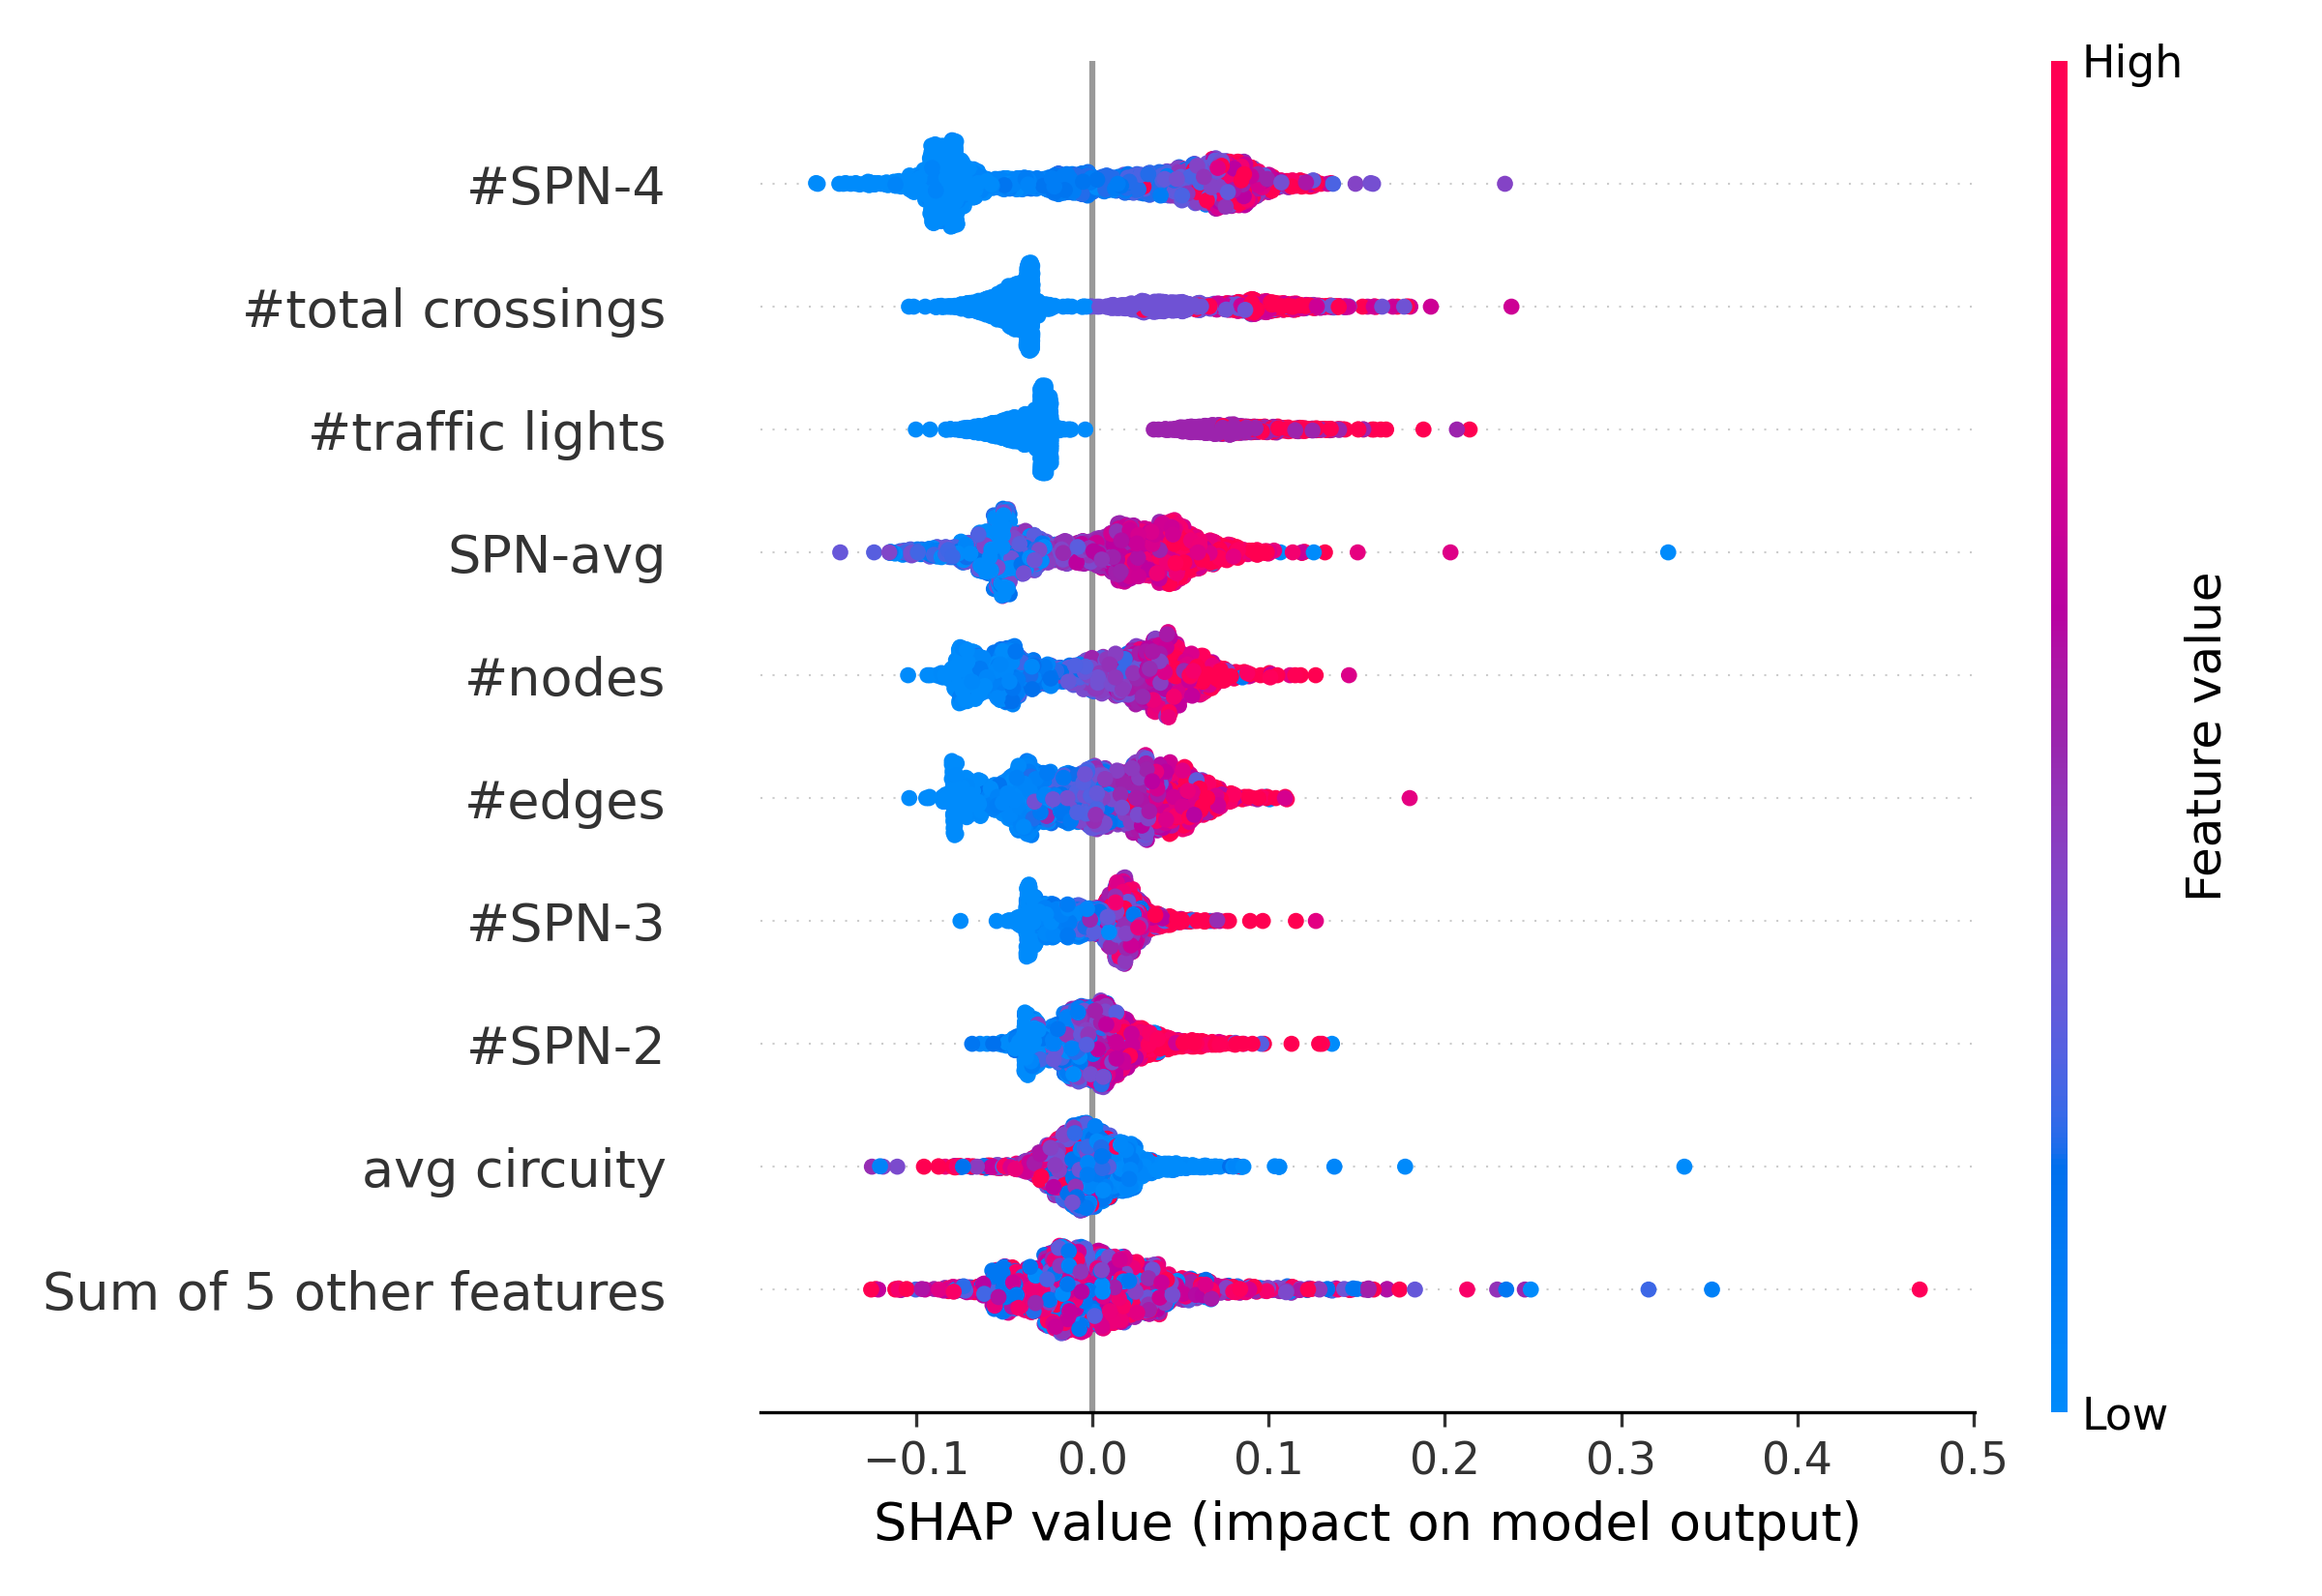 High
#SPN-4
#total crossings
#traffic lights
SPN-avg
#nodes
#edges
#SPN-3
#SPN-2
avg circuity
Sum of 5 other features
Feature value
Low
−0.1 0.0 0.1 0.2 0.3 0.4 0.5
SHAP value (impact on model output)